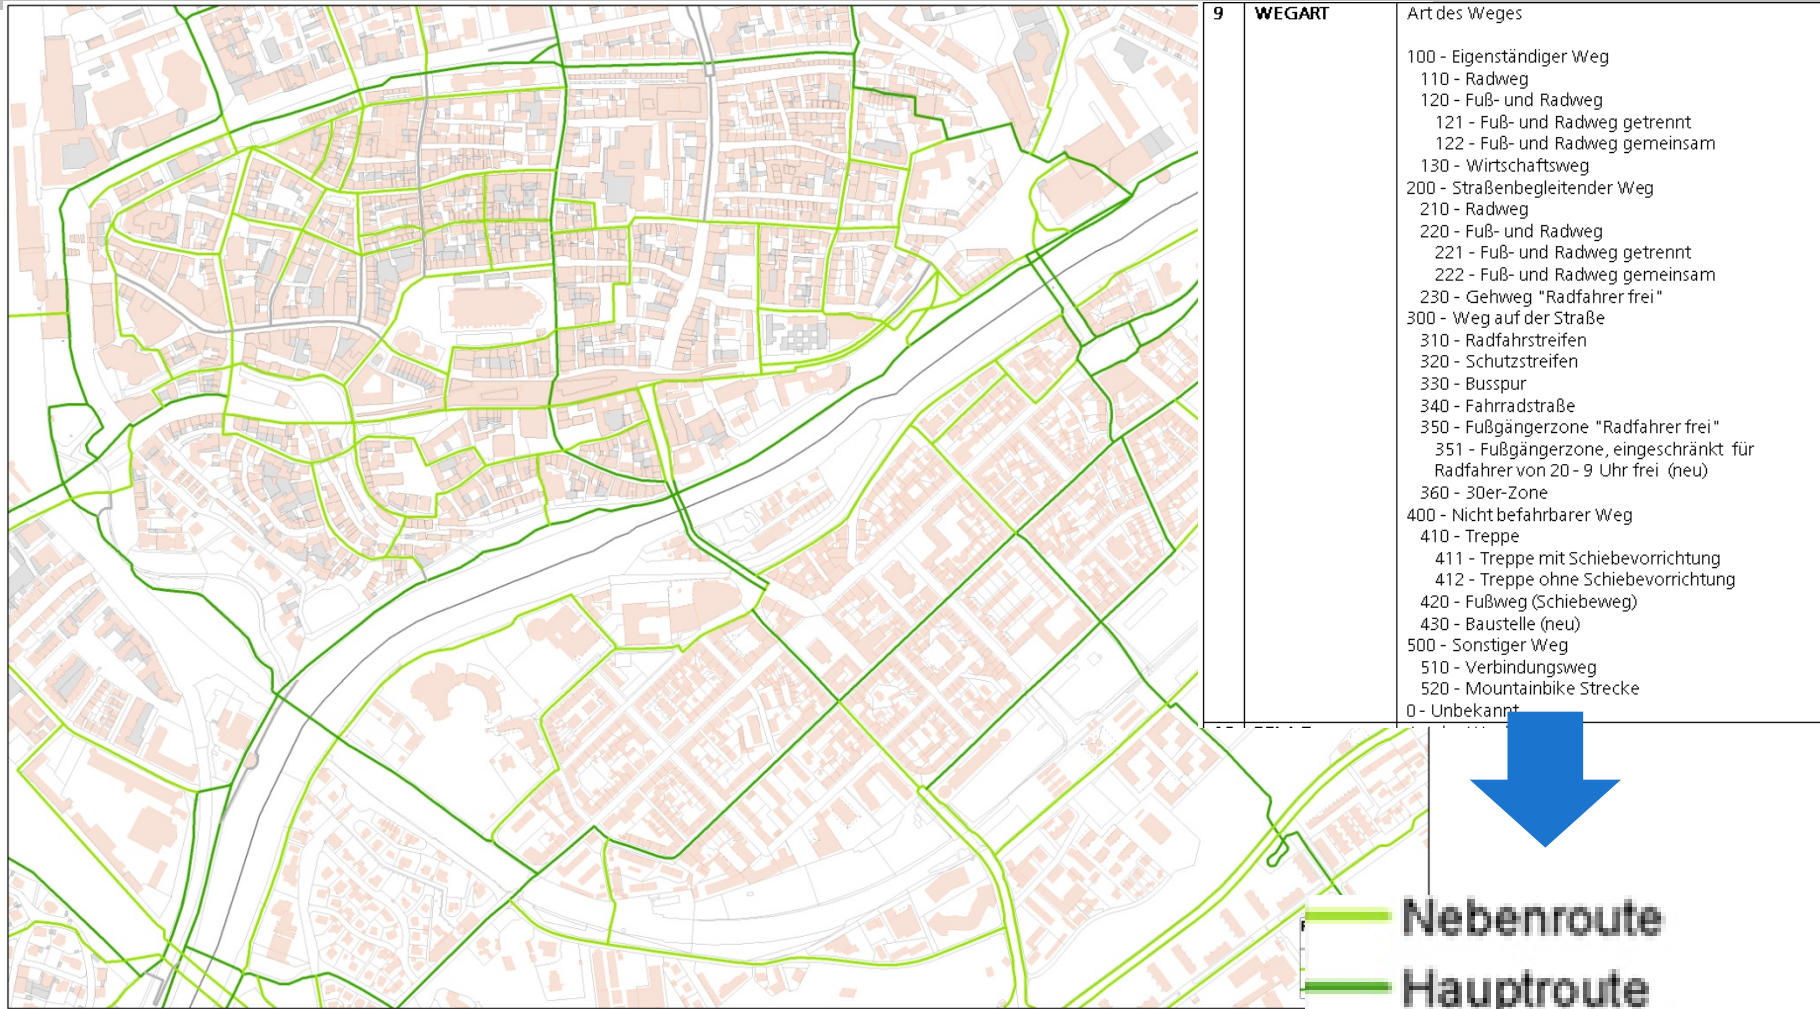 9 WEGART Art des Weges
100 - Eigenständiger Weg
110 - Radweg
120 - Fuß- und Radweg
121 - Fuß- und Radweg getrennt
122 - Fuß- und Radweg gemeinsam
130 - Wirtschaftsweg
200 - Straßenbegleitender Weg
210 - Radweg
220 - Fuß- und Radweg
221 - Fuß- und Radweg getrennt
222 - Fuß- und Radweg gemeinsam
230 - Gehweg "Radfahrer frei"
300 - Weg auf der Straße
310 - Radfahrstreifen
320 - Schutzstreifen
330 - Busspur
340 - Fahrradstraße
350 - Fußgängerzone "Radfahrer frei"
351 - Fußgängerzone, eingeschränkt für
Radfahrer von 20 - 9 Uhr frei (neu)
360 - 30er-Zone
400 - Nicht befahrbarer Weg
410 - Treppe
411 - Treppe mit Schiebevorrichtung
412 - Treppe ohne Schiebevorrichtung
420 - Fußweg (Schiebeweg)
430 - Baustelle (neu)
500 - Sonstiger Weg
510 - Verbindungsweg
520 - Mountainbike Strecke
0 - Unbekannt
Nebenroute
Hauptroute